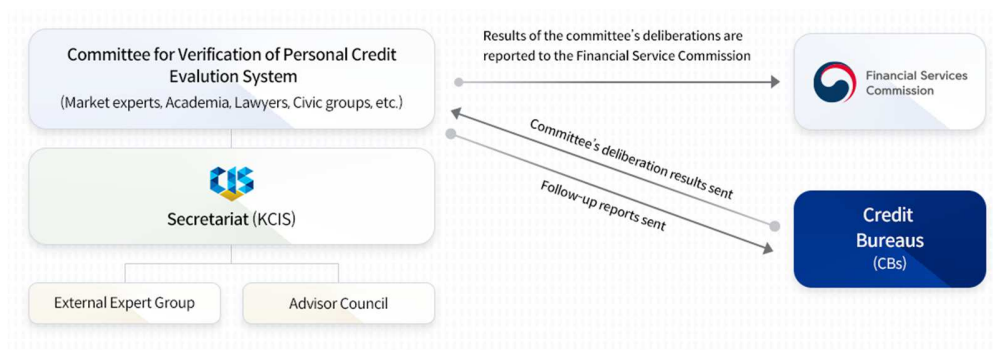 Committee for Verification of Personal Credit
Evalution System
(Market experts, Academia, Lawyers, Civic groups, etc.)
Results of the committee's deliberations are
reported to the Financial Service Commission
Financial Services
Commission
Committee's deliberation results sent
Follow-up reports sent
CIS
Secretariat (KCIS)
Credit
Bureaus
(CBs)
External Expert Group
Advisor Council